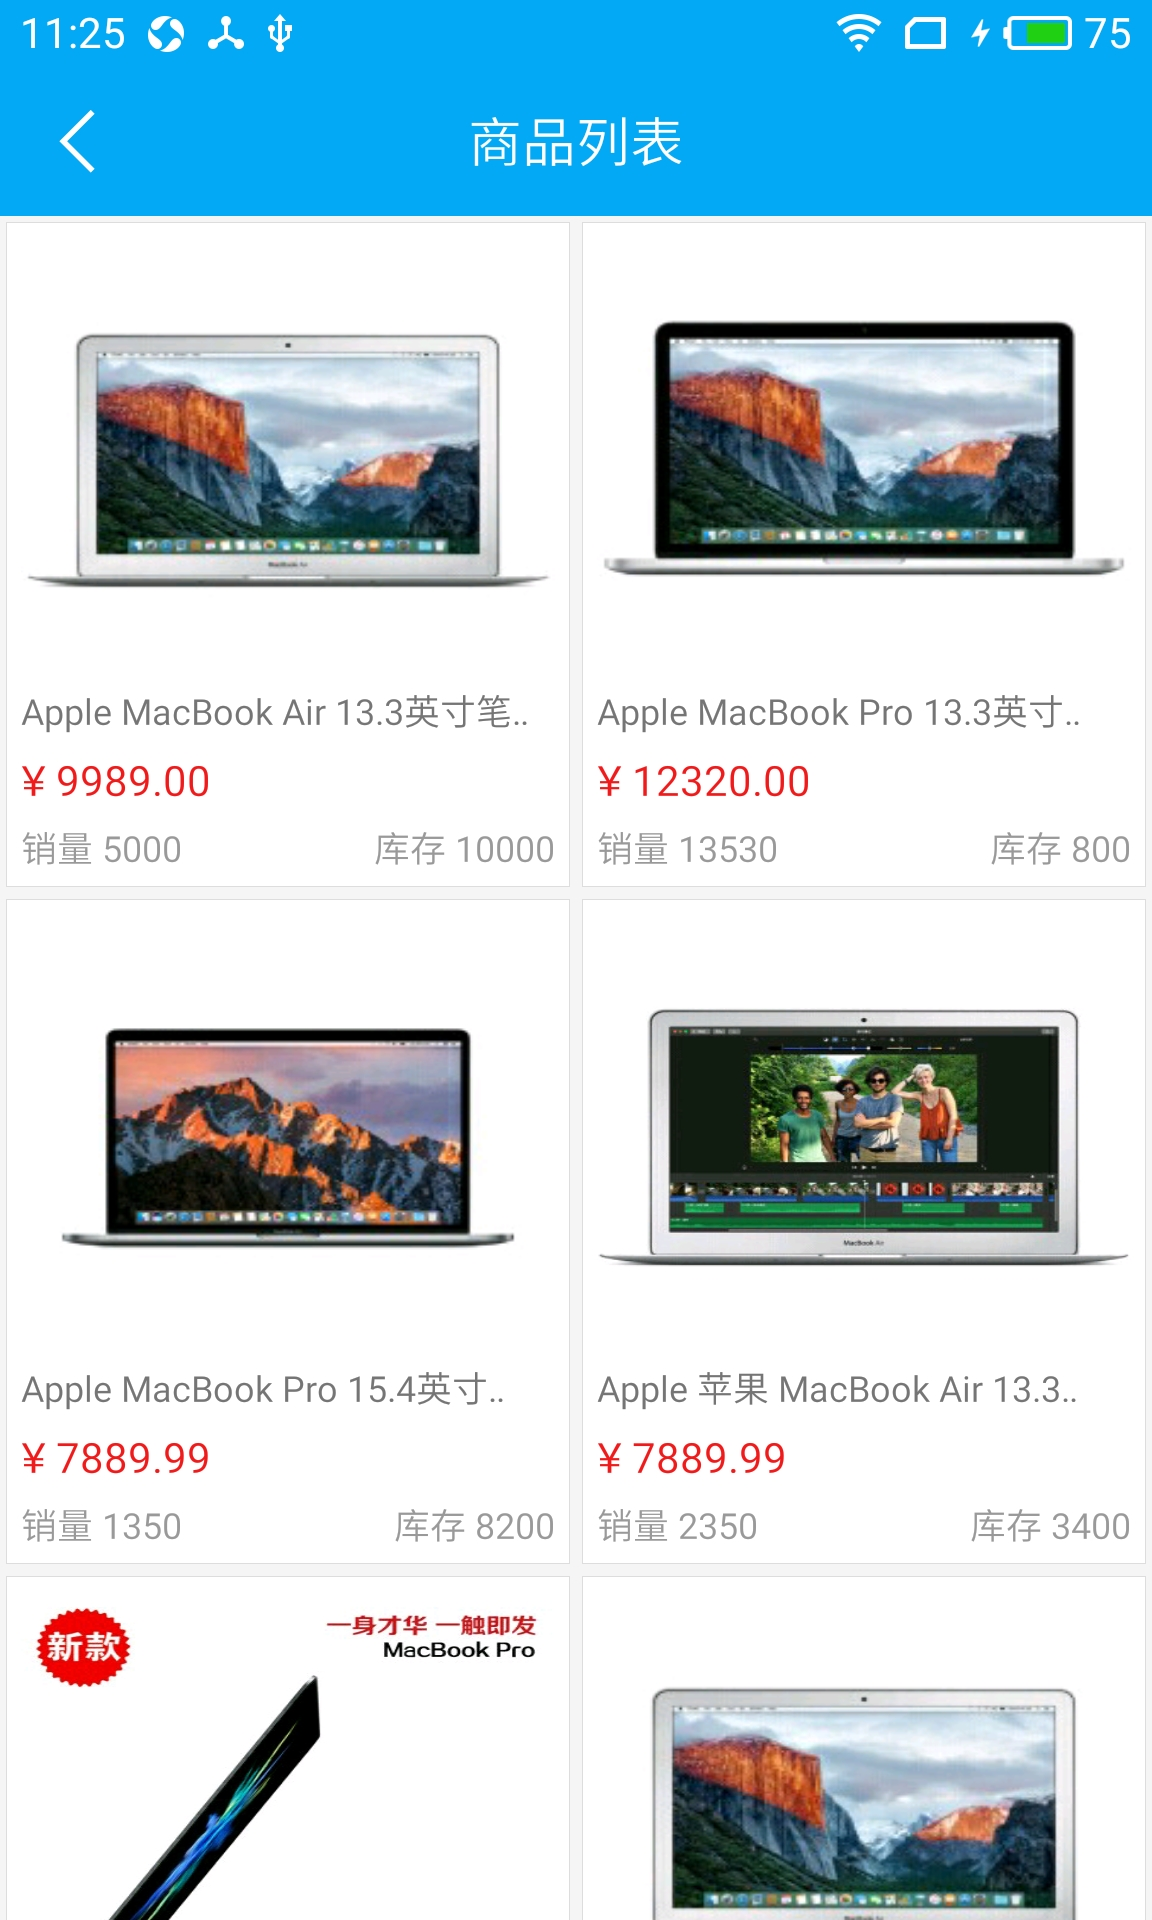 11:25
75
商品列表
Apple MacBook Air 13.3英寸笔..
¥ 9989.00
销量 5000
库存 10000
Apple MacBook Pro 13.3英寸..
¥ 12320.00
销量 13530
库存 800
MacBook Air
Apple MacBook Pro 15.4英寸..
¥ 7889.99
销量 1350
库存 8200
Apple 苹果 MacBook Air 13.3..
¥ 7889.99
销量 2350
库存 3400
新款
一身才华 一触即发
MacBook Pro